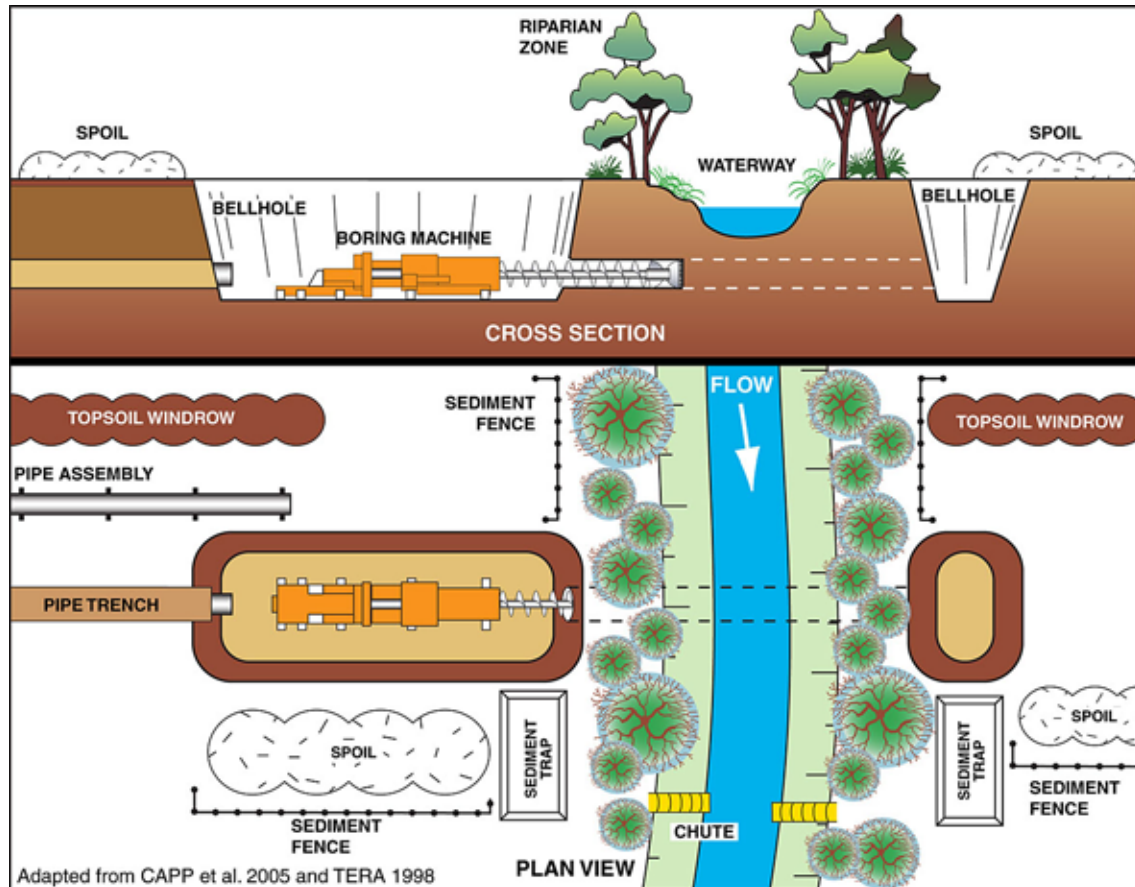 RIPARIAN
ZONE
SPOIL
WATERWAY
SPOIL
BELLHOLE
BELLHOLE
BORING MACHINE
CROSS SECTION
FLOW
TOPSOIL WINDROW
SEDIMENT
FENCE
TOPSOIL WINDROW
PIPE ASSEMBLY
PIPE TRENCH
SPOIL
SEDIMENT
TRAP
SEDIMENT
TRAP
SPOIL
SEDIMENT
FENCE
SEDIMENT
FENCE
CHUTE
PLAN VIEW
Adapted from CAPP et al. 2005 and TERA 1998